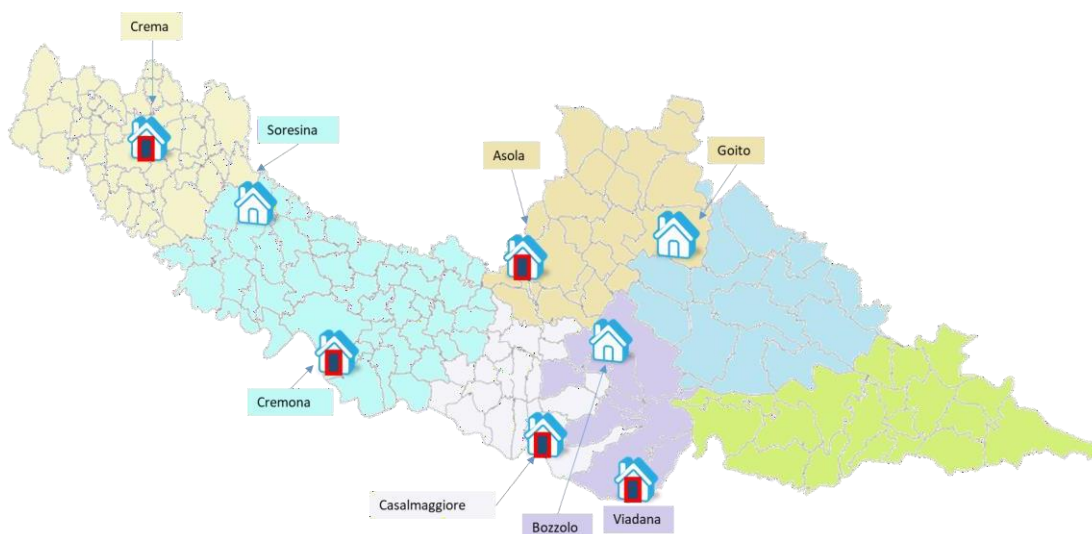 Crema
Soresina
Asola
Goito
Cremona
Casalmaggiore
Bozzolo
Viadana